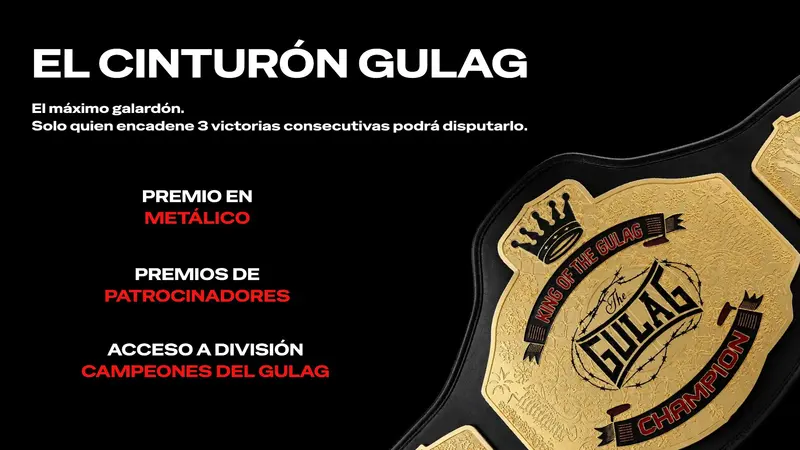 EL CINTURÓN GULAG
El máximo galardón.
Solo quien encadene 3 victorias consecutivas podrá disputarlo.
PREMIO EN
METÁLICO
PREMIOS DE
PATROCINADORES
ACCESO A DIVISIÓN
CAMPEONES DEL GULAG
KING OF THE GULAG
The
GULAG
CHAMPION